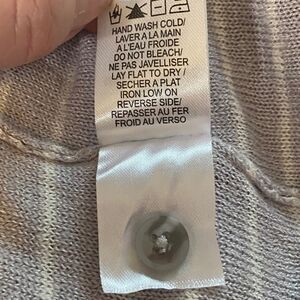 HAND WASH COLD/
LAVER A LA MAIN
A L'EAU FROIDE
DO NOT BLEACH/
NE PAS JAVELLISER
LAY FLAT TO DRY /
SECHER A PLAT
IRON LOW ON
REVERSE SIDE/
REPASSER AU FER
FROID AU VERSO